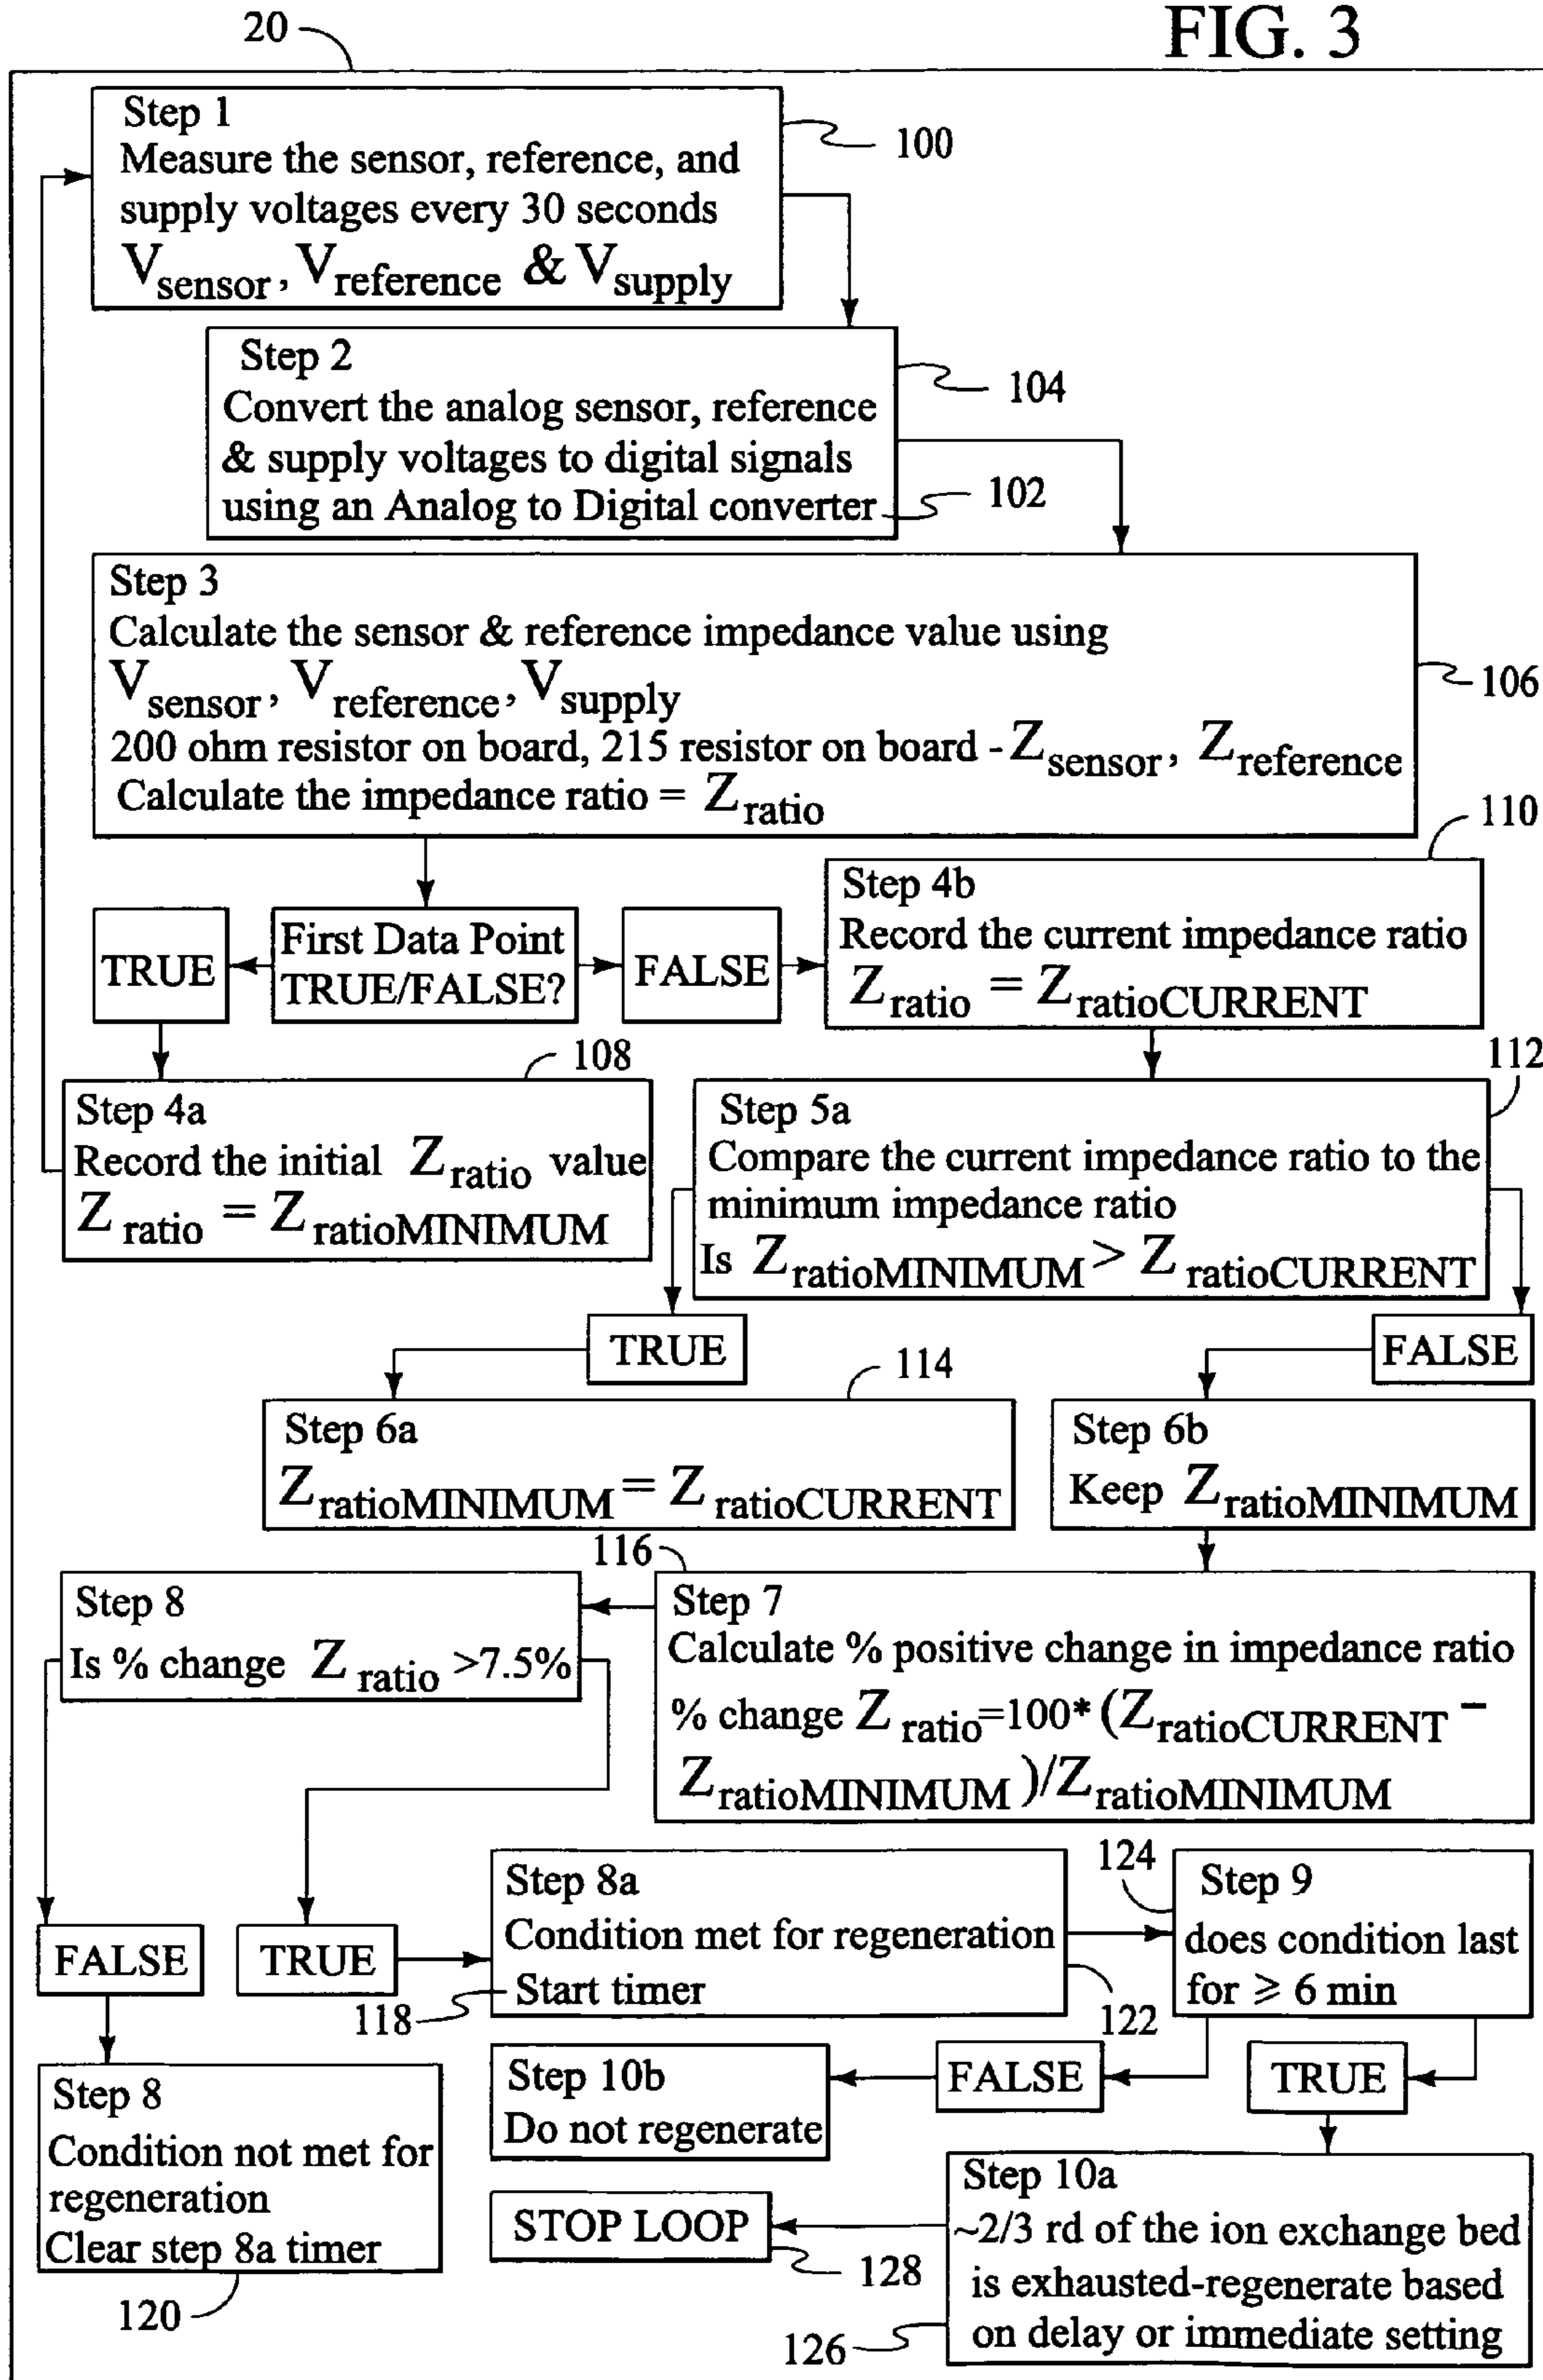 FIG. 3
20
Step 1
Measure the sensor, reference, and
supply voltages every 30 seconds
Vsensor, Vreference & Vsupply
100
Step 2
Convert the analog sensor, reference
& supply voltages to digital signals
using an Analog to Digital converter
104
102
Step 3
Calculate the sensor & reference impedance value using
Vsensor, Vreference, Vsupply
200 ohm resistor on board, 215 resistor on board - Zsensor, Zreference
Calculate the impedance ratio = Zratio
106
TRUE
First Data Point
TRUE/FALSE?
FALSE
110
Step 4b
Record the current impedance ratio
Zratio = ZratioCURRENT
108
Step 4a
Record the initial Zratio value
Zratio = ZratioMINIMUM
112
Step 5a
Compare the current impedance ratio to the
minimum impedance ratio
Is ZratioMINIMUM > ZratioCURRENT
TRUE
FALSE
114
Step 6a
ZratioMINIMUM = ZratioCURRENT
Step 6b
Keep ZratioMINIMUM
116
Step 7
Calculate % positive change in impedance ratio
% change Zratio=100* (ZratioCURRENT -
ZratioMINIMUM)/ZratioMINIMUM
Step 8
Is % change Zratio >7.5%
FALSE
TRUE
Step 8a
Condition met for regeneration
Start timer
118
122
124
Step 9
does condition last
for ⩾ 6 min
FALSE
TRUE
Step 10b
Do not regenerate
Step 8
Condition not met for
regeneration
Clear step 8a timer
120
Step 10a
~2/3 rd of the ion exchange bed
is exhausted-regenerate based
on delay or immediate setting
126
STOP LOOP
128